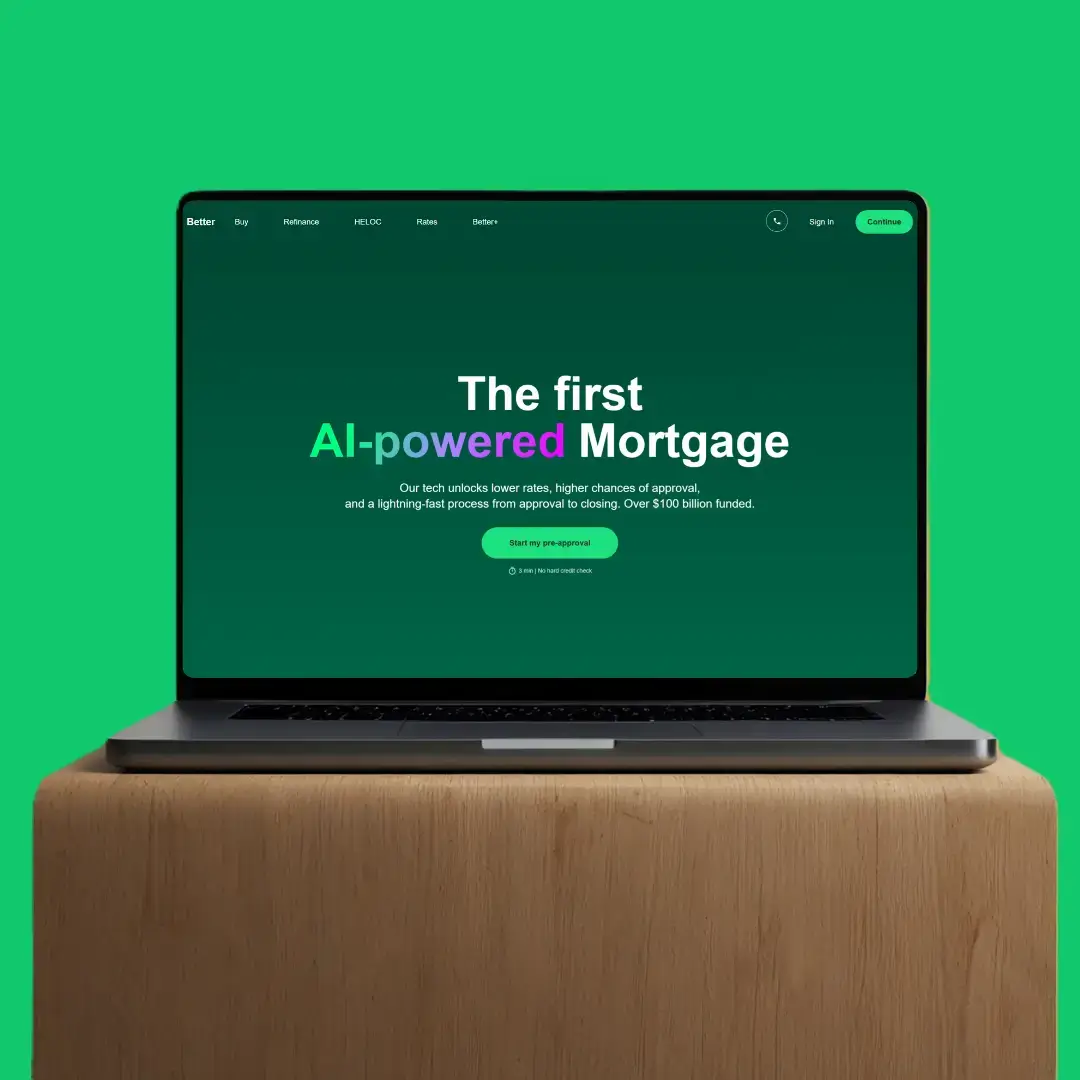 Better Buy Refinance HELOC Rates Better+ Sign In Continue
The first
AI-powered Mortgage
Our tech unlocks lower rates, higher chances of approval,
and a lightning-fast process from approval to closing. Over $100 billion funded.
Start my pre-approval
3 min | No hard credit check